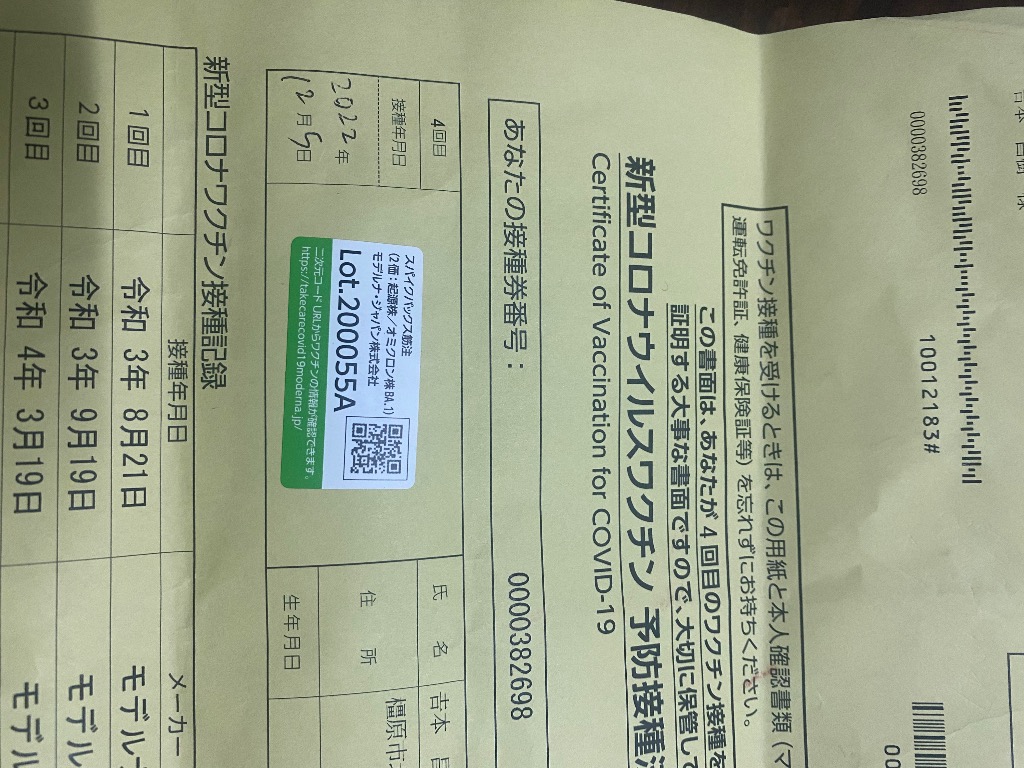 吉本
様
0000382698
10012183#
00
ワクチン接種を受けるときは、この用紙と本人確認書類（マ
運転免許証、健康保険証等）を忘れずにお持ちください。
この書面は、あなたが4回目のワクチン接種を
証明する大事な書面ですので、大切に保管して
新型コロナウイルスワクチン 予防接種済
Certificate of Vaccination for COVID-19
あなたの接種券番号： 0000382698
4回目
接種年月日
2022年
12月9日
スパイクバックス筋注
(2価：起源株／オミクロン株BA.1)
モデルナ・ジャパン株式会社
Lot.2000055A
二次元コード URLからワクチンの情報が確認できます。
https://takecarecovid19moderna.jp/
氏 名 吉本
住 所 橿原市
生年月日
新型コロナワクチン接種記録
接種年月日 メーカー
1回目 令和 3年 8月21日 モデル
2回目 令和 3年 9月19日 モデル
3回目 令和 4年 3月19日 モデル